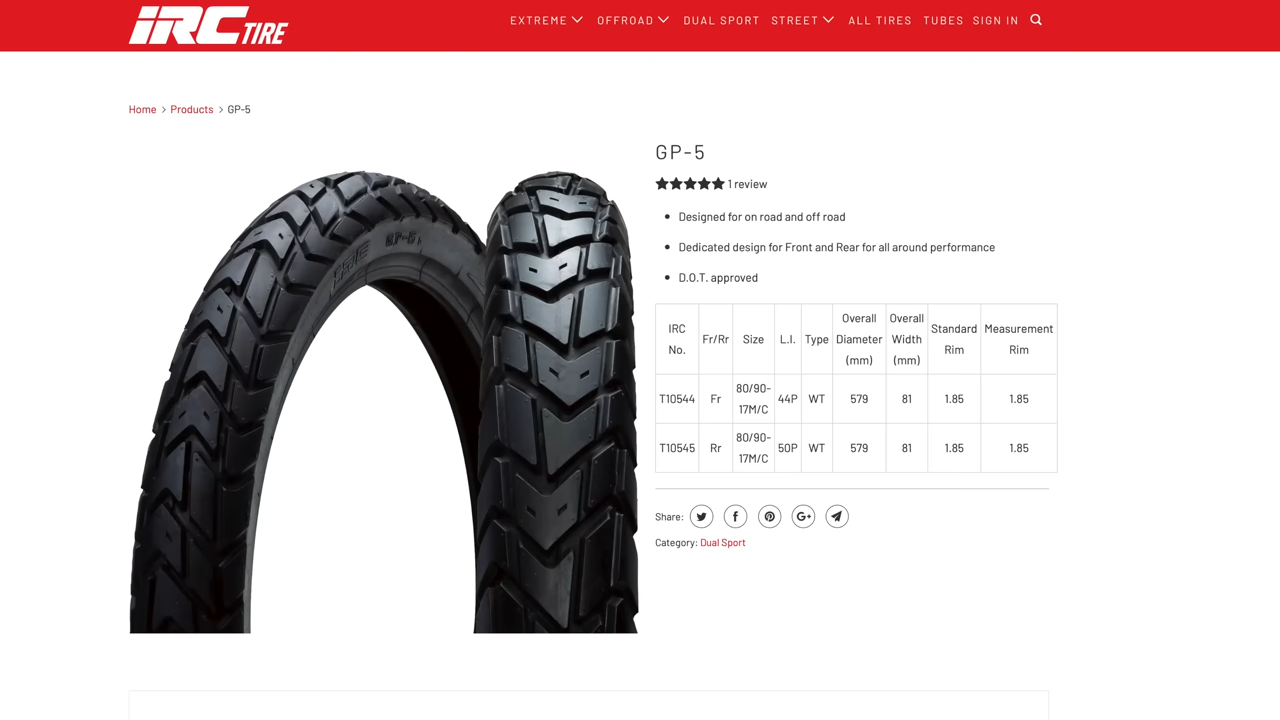 iRC TIRE
EXTREME OFFROAD DUAL SPORT STREET ALL TIRES TUBES SIGN IN
Home > Products > GP-5
GP-5
1 review
Designed for on road and off road
Dedicated design for Front and Rear for all around performance
D.O.T. approved
IRC No. Fr/Rr Size L.I. Type Overall Diameter (mm) Overall Width (mm) Standard Rim Measurement Rim
T10544 Fr 80/90-17M/C 44P WT 579 81 1.85 1.85
T10545 Rr 80/90-17M/C 50P WT 579 81 1.85 1.85
Share: G+
Category: Dual Sport
IRC GP-5